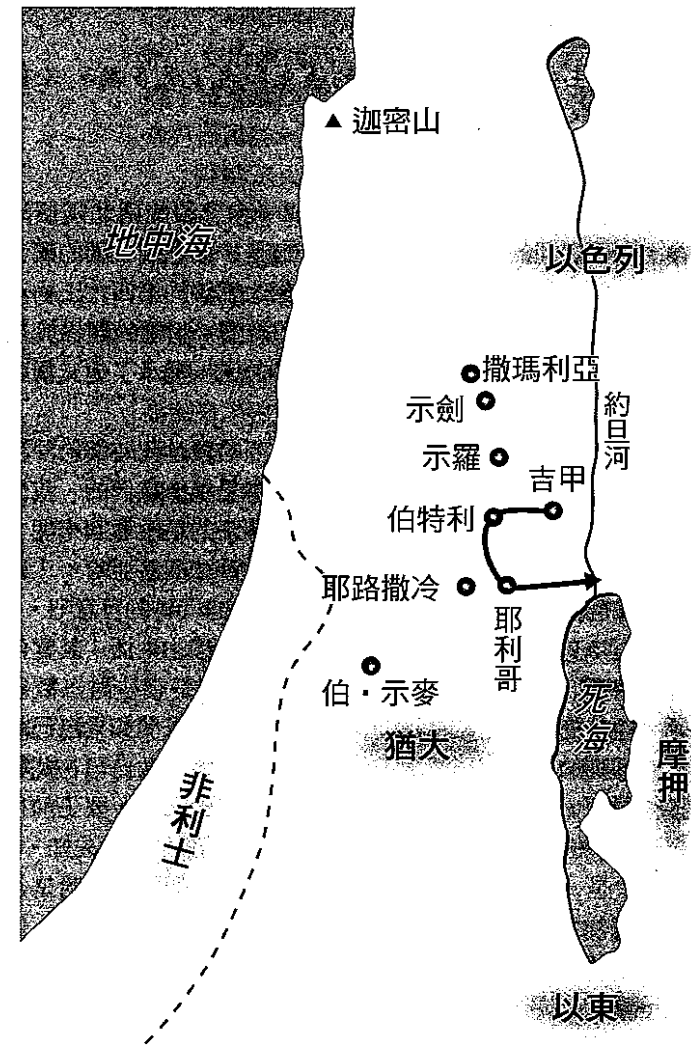 迦密山
地中海
以色列
撒瑪利亞
示劍
約旦河
示羅
吉甲
伯特利
耶路撒冷
耶利哥
伯·示麥
死海
猶大
摩押
非利士
以東